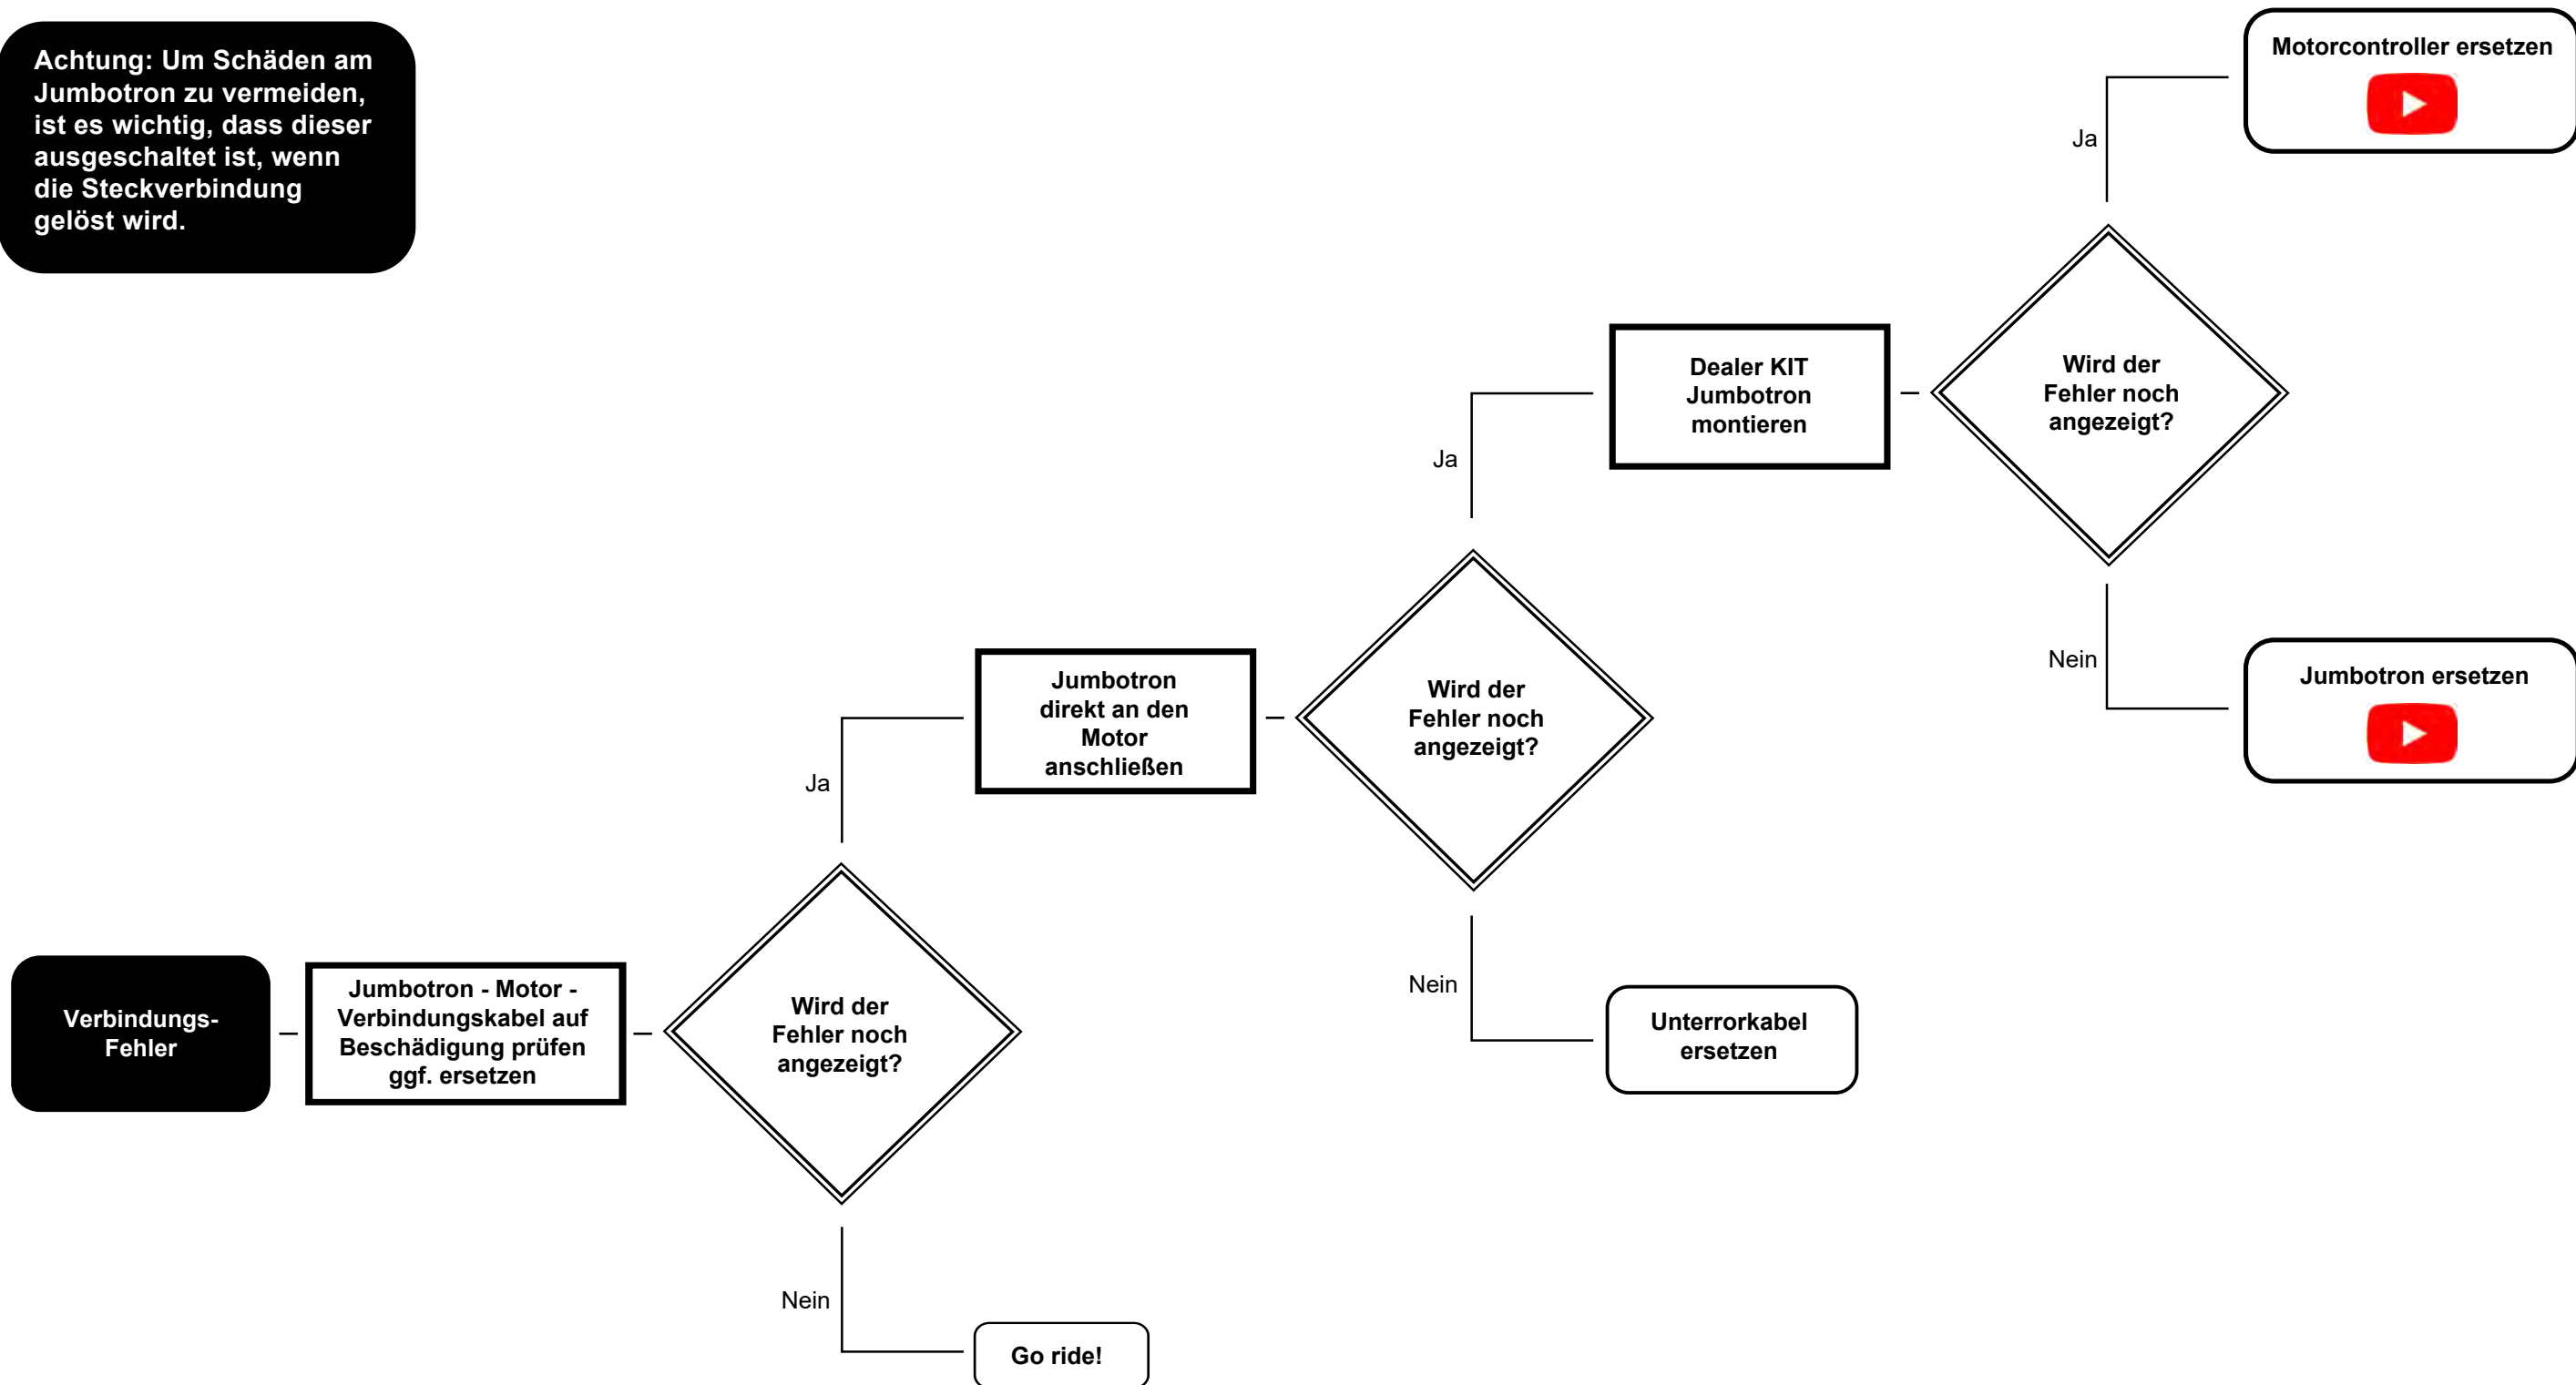 Achtung: Um Schäden am
Jumbotron zu vermeiden,
ist es wichtig, dass dieser
ausgeschaltet ist, wenn
die Steckverbindung
gelöst wird.
Motorcontroller ersetzen
Ja
Wird der
Fehler noch
angezeigt?
Dealer KIT
Jumbotron
montieren
Ja
Nein
Jumbotron ersetzen
Wird der
Fehler noch
angezeigt?
Jumbotron
direkt an den
Motor
anschließen
Ja
Nein
Unterrorkabel
ersetzen
Verbindungs-
Fehler
Jumbotron - Motor -
Verbindungskabel auf
Beschädigung prüfen
ggf. ersetzen
Wird der
Fehler noch
angezeigt?
Nein
Go ride!